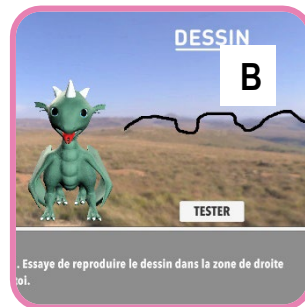 DESSIN
B
TESTER
. Essaye de reproduire le dessin dans la zone de droite
toi.